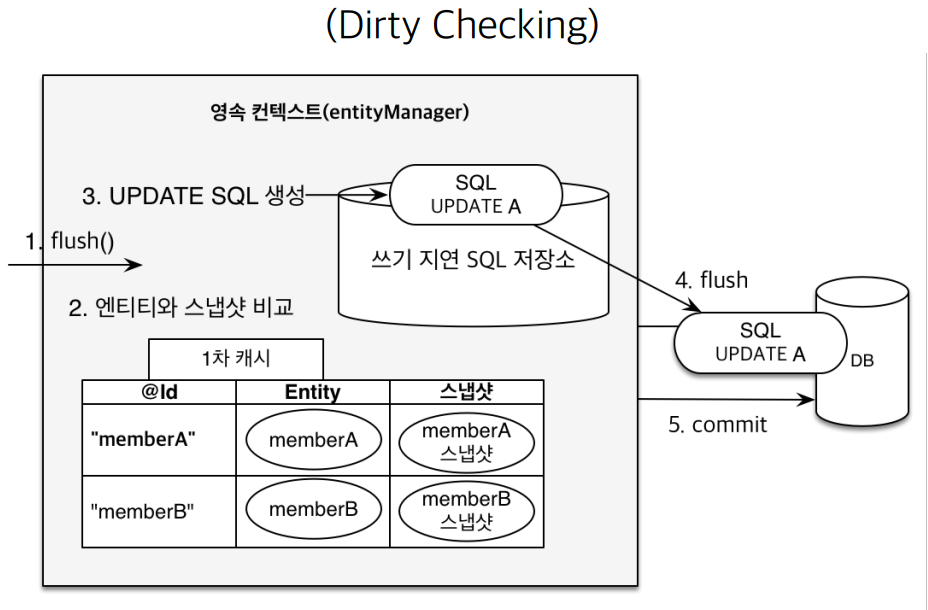 (Dirty Checking)
영속 컨텍스트(entityManager)
3. UPDATE SQL 생성
SQL
UPDATE A
1. flush()
쓰기 지연 SQL 저장소
2. 엔티티와 스냅샷 비교
4. flush
SQL
UPDATE A
DB
5. commit
1차 캐시
@Id
Entity
스냅샷
"memberA"
memberA
memberA
스냅샷
"memberB"
memberB
memberB
스냅샷